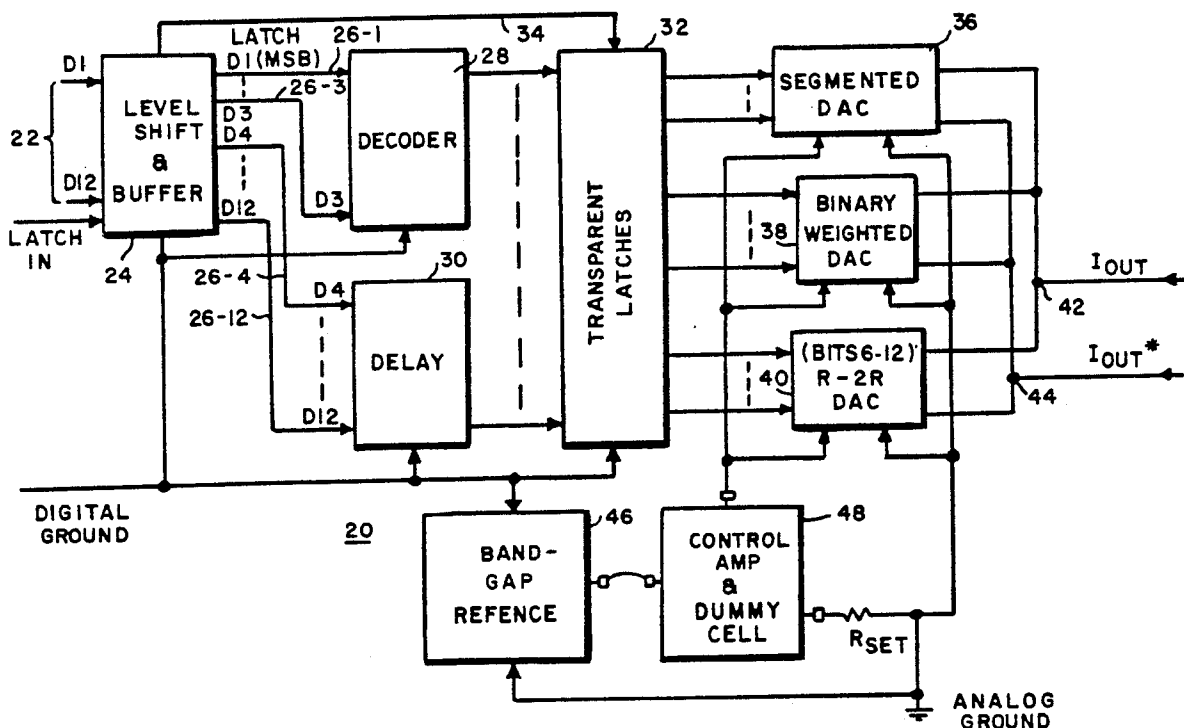 34
LATCH
26-1
32
36
D1
D1(MSB)
28
26-3
SEGMENTED
DAC
D3
LEVEL
SHIFT
&
BUFFER
22
D4
DECODER
D12
D12
D3
LATCH
IN
24
TRANSPARENT
LATCHES
BINARY
WEIGHTED
DAC
38
26-4
30
D4
IOUT
42
26-12
DELAY
(BITS6-12)
R-2R
DAC
40
IOUT*
44
D12
DIGITAL
GROUND
20
46
48
BAND-
GAP
REFENCE
CONTROL
AMP
&
DUMMY
CELL
RSET
ANALOG
GROUND